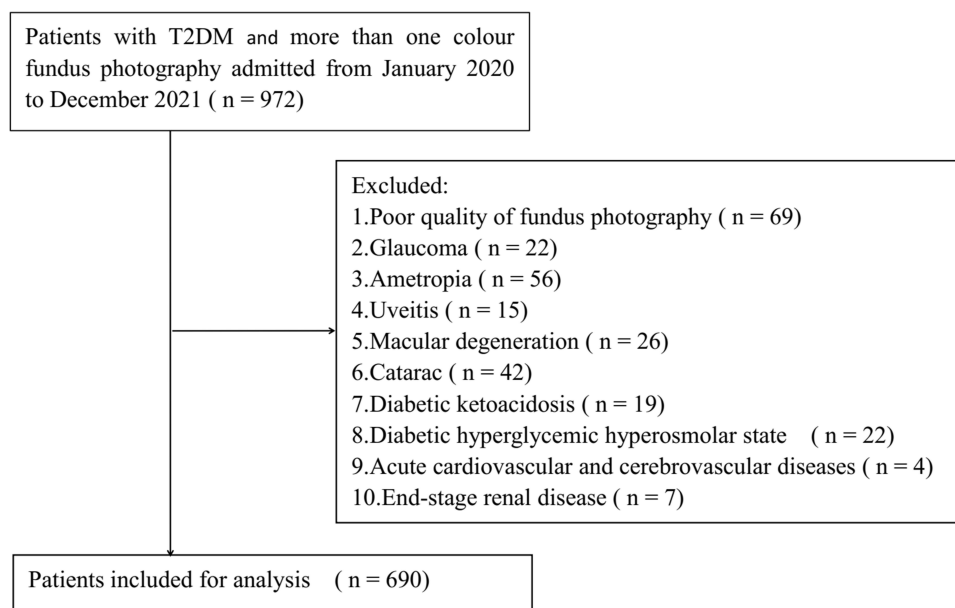 Patients with T2DM and more than one colour
fundus photography admitted from January 2020
to December 2021 ( n = 972)
Excluded:
1.Poor quality of fundus photography ( n = 69)
2.Glaucoma ( n = 22)
3.Ametropia ( n = 56)
4.Uveitis ( n = 15)
5.Macular degeneration ( n = 26)
6.Catarac ( n = 42)
7.Diabetic ketoacidosis ( n = 19)
8.Diabetic hyperglycemic hyperosmolar state ( n = 22)
9.Acute cardiovascular and cerebrovascular diseases ( n = 4)
10.End-stage renal disease ( n = 7)
Patients included for analysis ( n = 690)